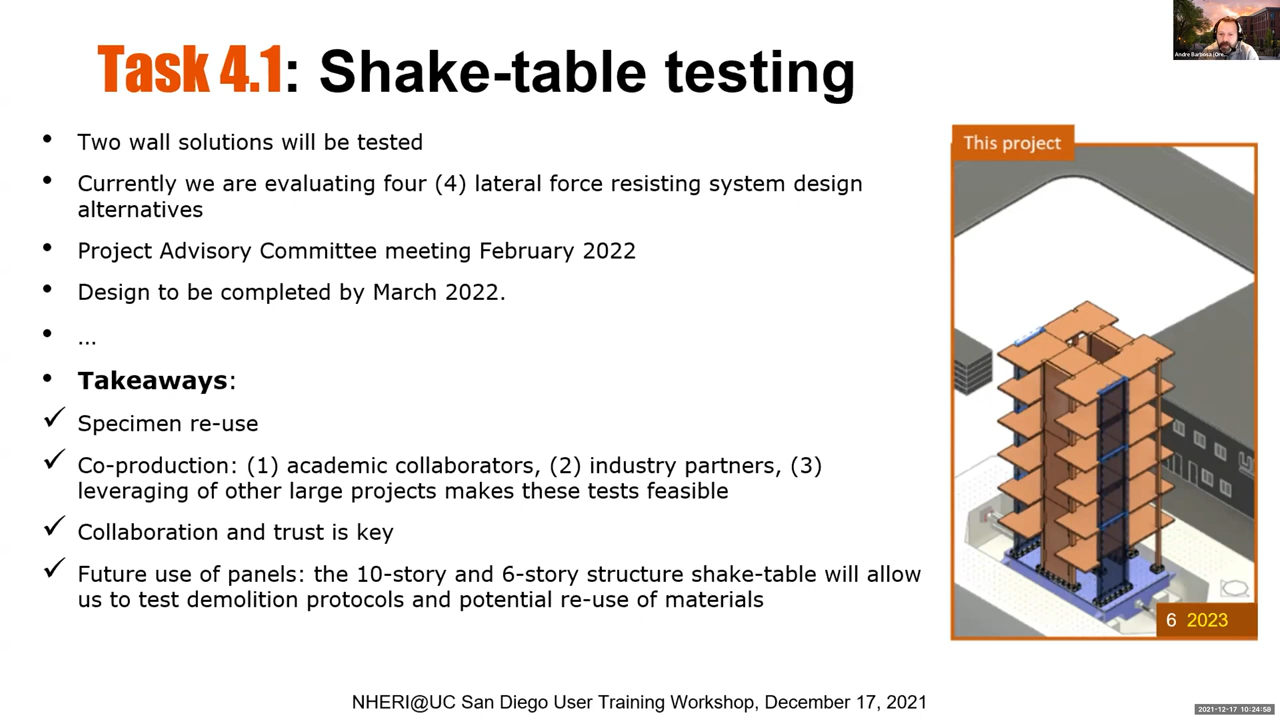 Task 4.1: Shake-table testing
• Two wall solutions will be tested
• Currently we are evaluating four (4) lateral force resisting system design
alternatives
• Project Advisory Committee meeting February 2022
• Design to be completed by March 2022.
• ...
• Takeaways:
✓ Specimen re-use
✓ Co-production: (1) academic collaborators, (2) industry partners, (3)
leveraging of other large projects makes these tests feasible
✓ Collaboration and trust is key
✓ Future use of panels: the 10-story and 6-story structure shake-table will allow
us to test demolition protocols and potential re-use of materials
This project
6 2023
NHERI@UC San Diego User Training Workshop, December 17, 2021
Andre Barbosa (Ore...
2021-12-17 10:24:58